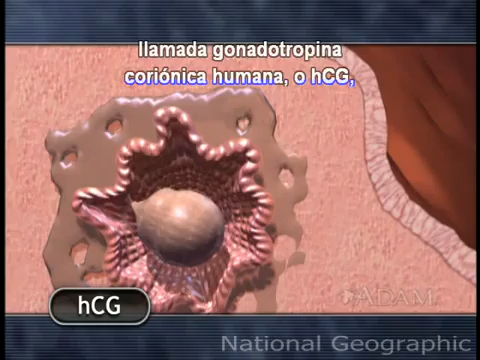 llamada gonadotropina
coriónica humana, o hCG,
ADAM
hCG
National Geographic